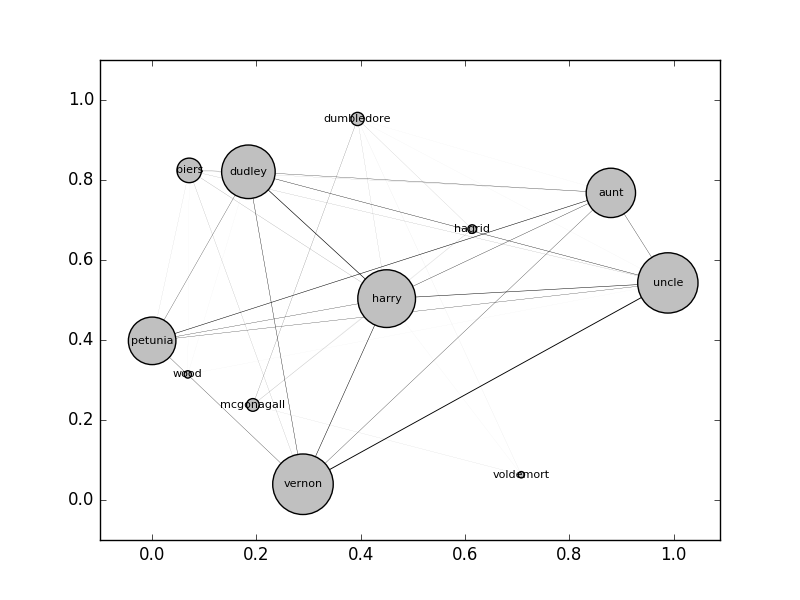 1.0
dumbledore
0.8
piers
dudley
aunt
hagrid
0.6
harry
uncle
0.4
petunia
wood
mcgonagall
0.2
vernon
voldemort
0.0
0.0 0.2 0.4 0.6 0.8 1.0